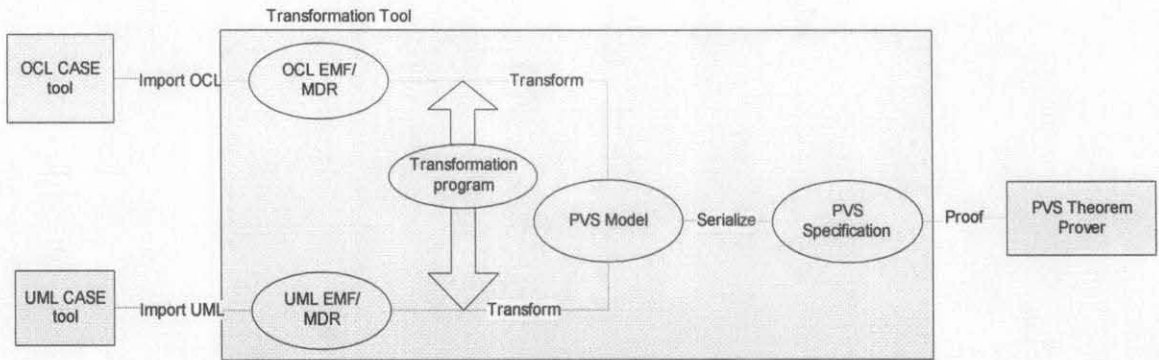 Transformation Tool
OCL CASE
tool
Import OCL
OCL EMF/
MDR
Transform
Transformation
program
PVS Model
Serialize
PVS
Specification
Proof
PVS Theorem
Prover
UML CASE
tool
Import UML
UML EMF/
MDR
Transform